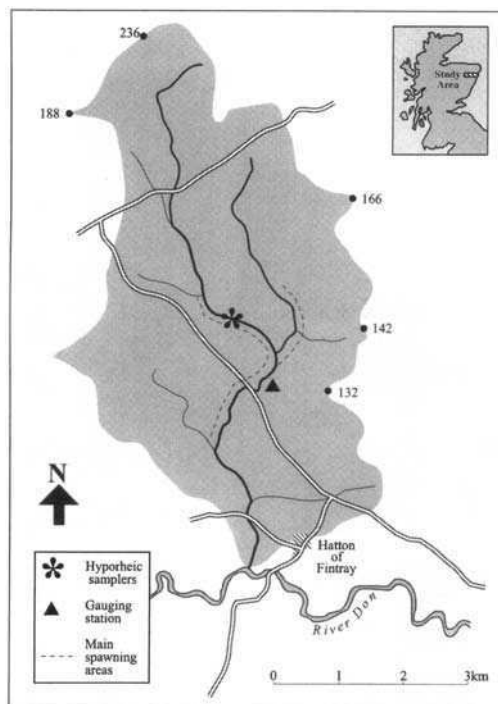 236
188
Study
Area
166
142
132
N
Hatton
of
Fintray
River Don
Hyporheic
samplers
Gauging
station
Main
spawning
areas
0 1 2 3km